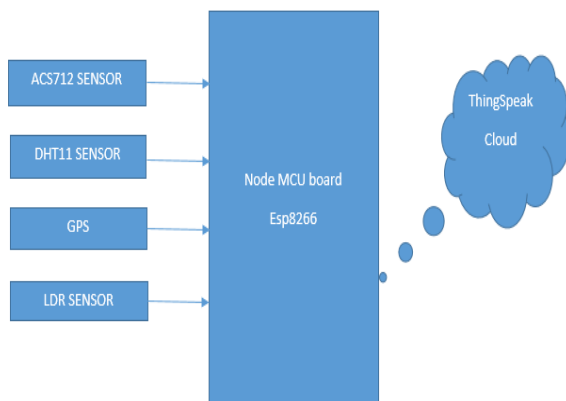 ACS712 SENSOR
DHT11 SENSOR
GPS
LDR SENSOR
Node MCU board
Esp8266
ThingSpeak
Cloud